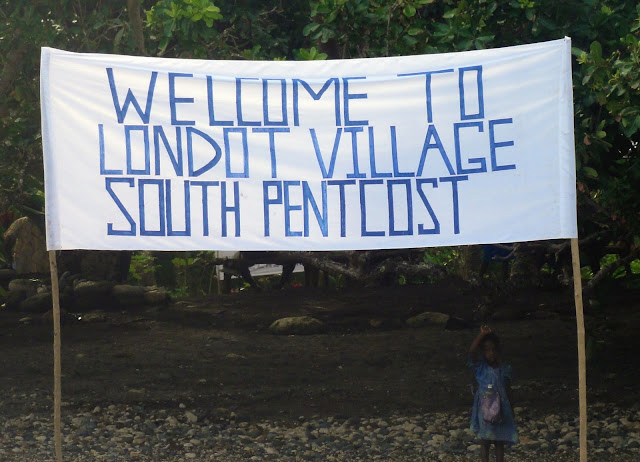 WELCOME TO
LONDOT VILLAGE
SOUTH PENTCOST